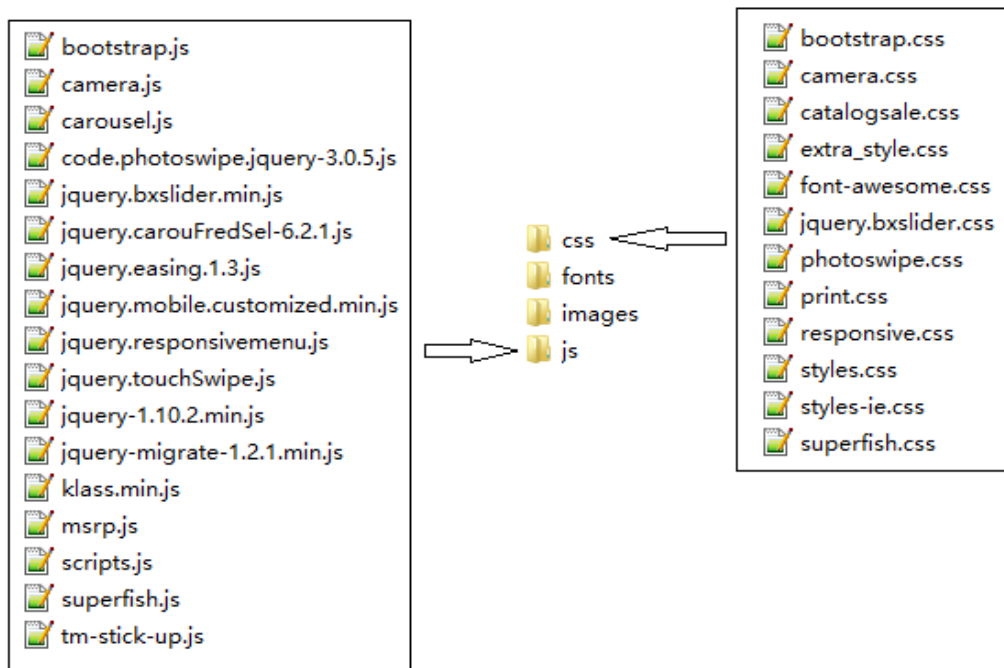 bootstrap.js
camera.js
carousel.js
code.photoswipe.jquery-3.0.5.js
jquery.bxslider.min.js
jquery.carouFredSel-6.2.1.js
jquery.easing.1.3.js
jquery.mobile.customized.min.js
jquery.responsivemenu.js
jquery.touchSwipe.js
jquery-1.10.2.min.js
jquery-migrate-1.2.1.min.js
klass.min.js
msrp.js
scripts.js
superfish.js
tm-stick-up.js
css
fonts
images
js
bootstrap.css
camera.css
catalogsale.css
extra_style.css
font-awesome.css
jquery.bxslider.css
photoswipe.css
print.css
responsive.css
styles.css
styles-ie.css
superfish.css